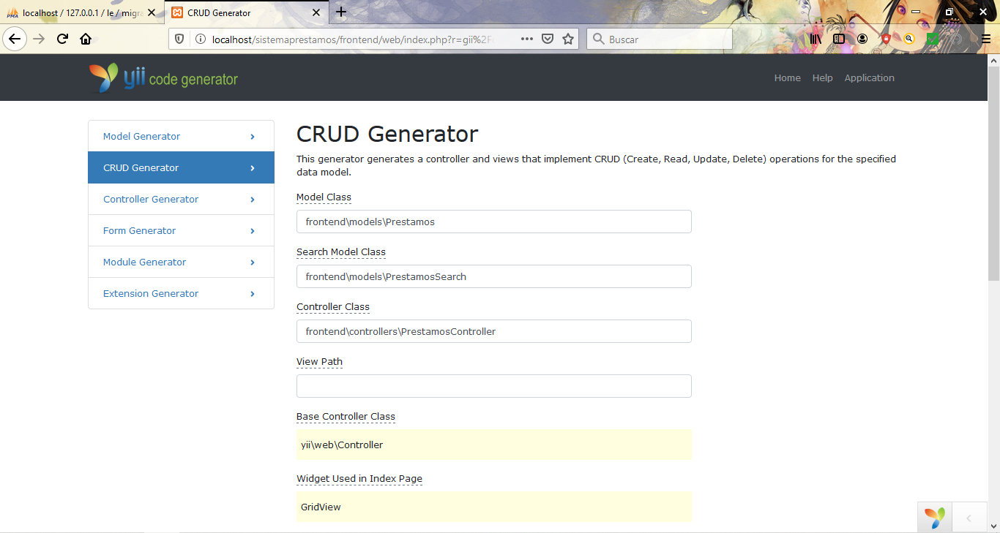 localhost / 127.0.0.1 / le / migra
CRUD Generator
localhost/sistemaprestamos/frontend/web/index.php?r=gii%2F
Buscar
yii code generator
Home Help Application
Model Generator
CRUD Generator
Controller Generator
Form Generator
Module Generator
Extension Generator
CRUD Generator
This generator generates a controller and views that implement CRUD (Create, Read, Update, Delete) operations for the specified
data model.
Model Class
frontend\models\Prestamos
Search Model Class
frontend\models\PrestamosSearch
Controller Class
frontend\controllers\PrestamosController
View Path
Base Controller Class
yii\web\Controller
Widget Used in Index Page
GridView